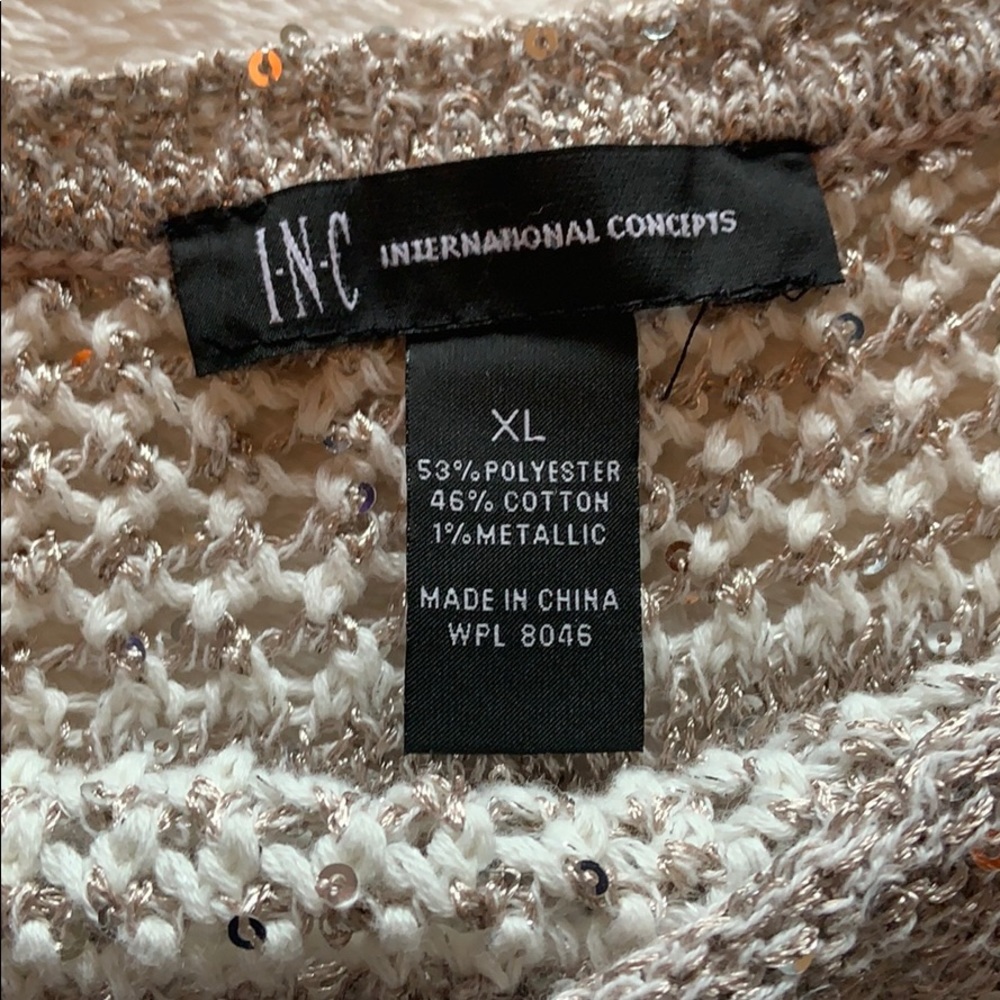 I·N·C INTERNATIONAL CONCEPTS
XL
53% POLYESTER
46% COTTON
1% METALLIC
MADE IN CHINA
WPL 8046